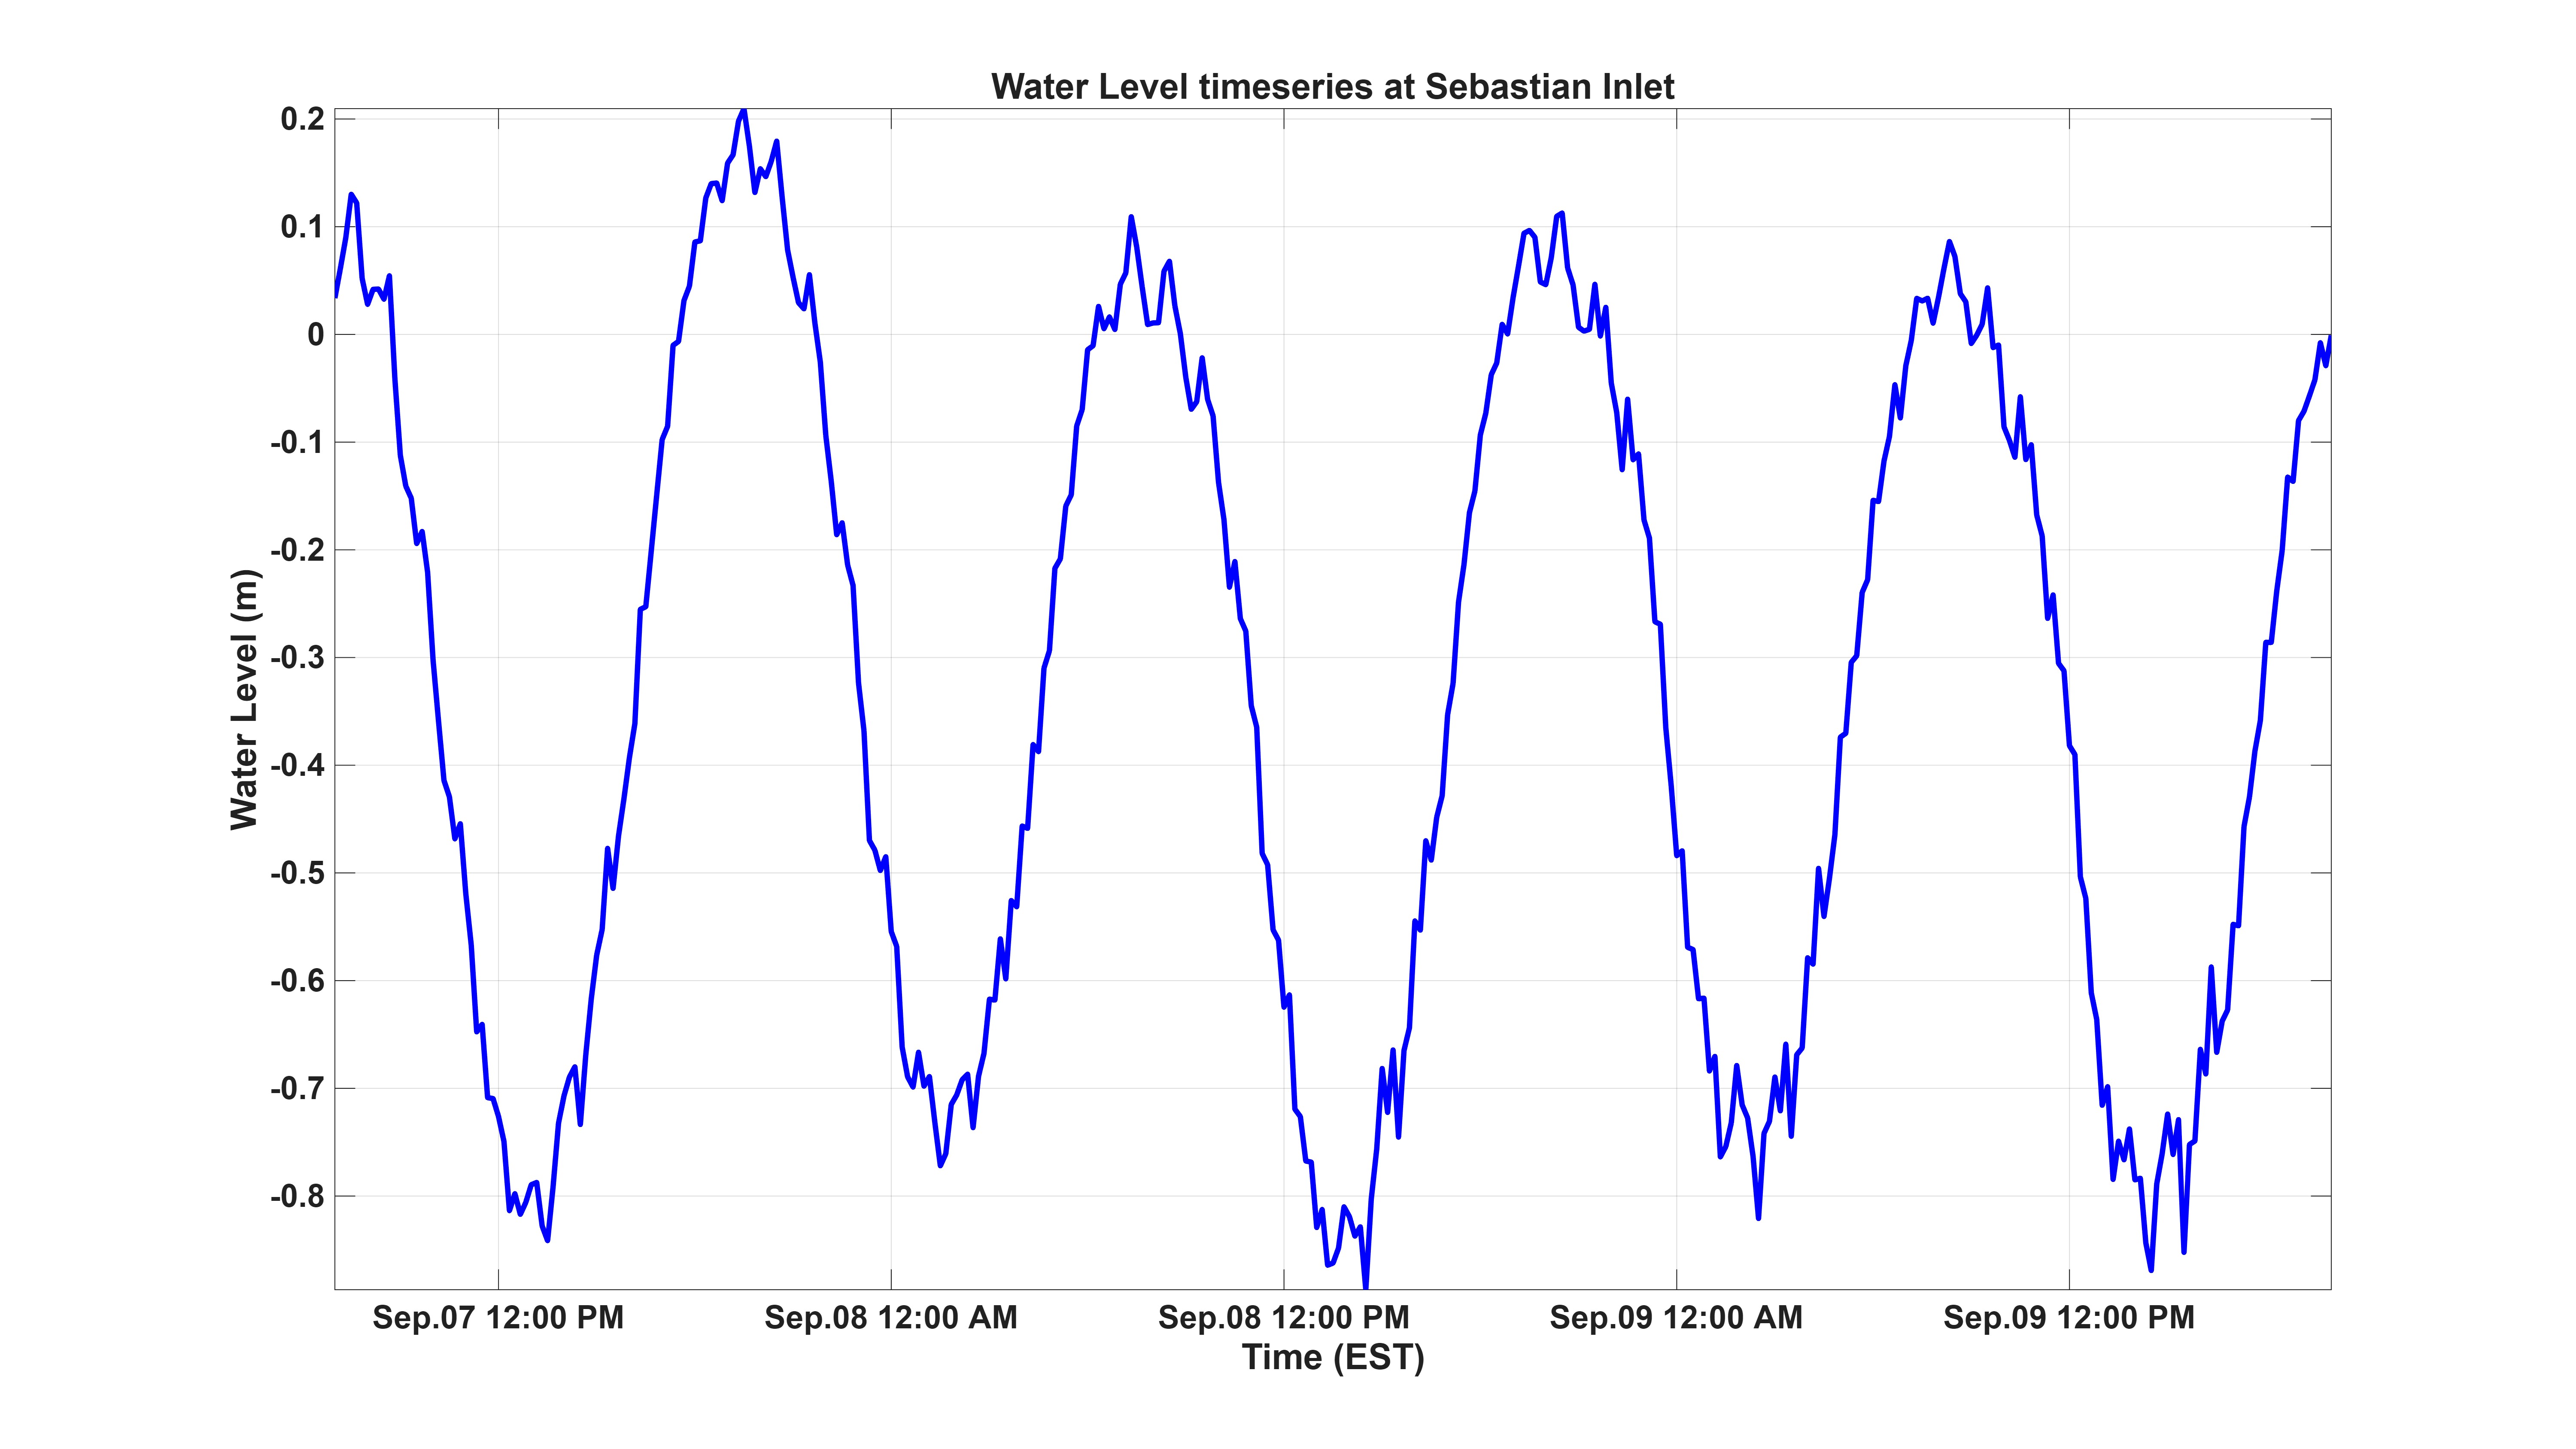 Water Level timeseries at Sebastian Inlet
0.2
0.1
0
-0.1
-0.2
-0.3
-0.4
-0.5
-0.6
-0.7
-0.8
Water Level (m)
Sep.07 12:00 PM
Sep.08 12:00 AM
Sep.08 12:00 PM
Sep.09 12:00 AM
Sep.09 12:00 PM
Time (EST)